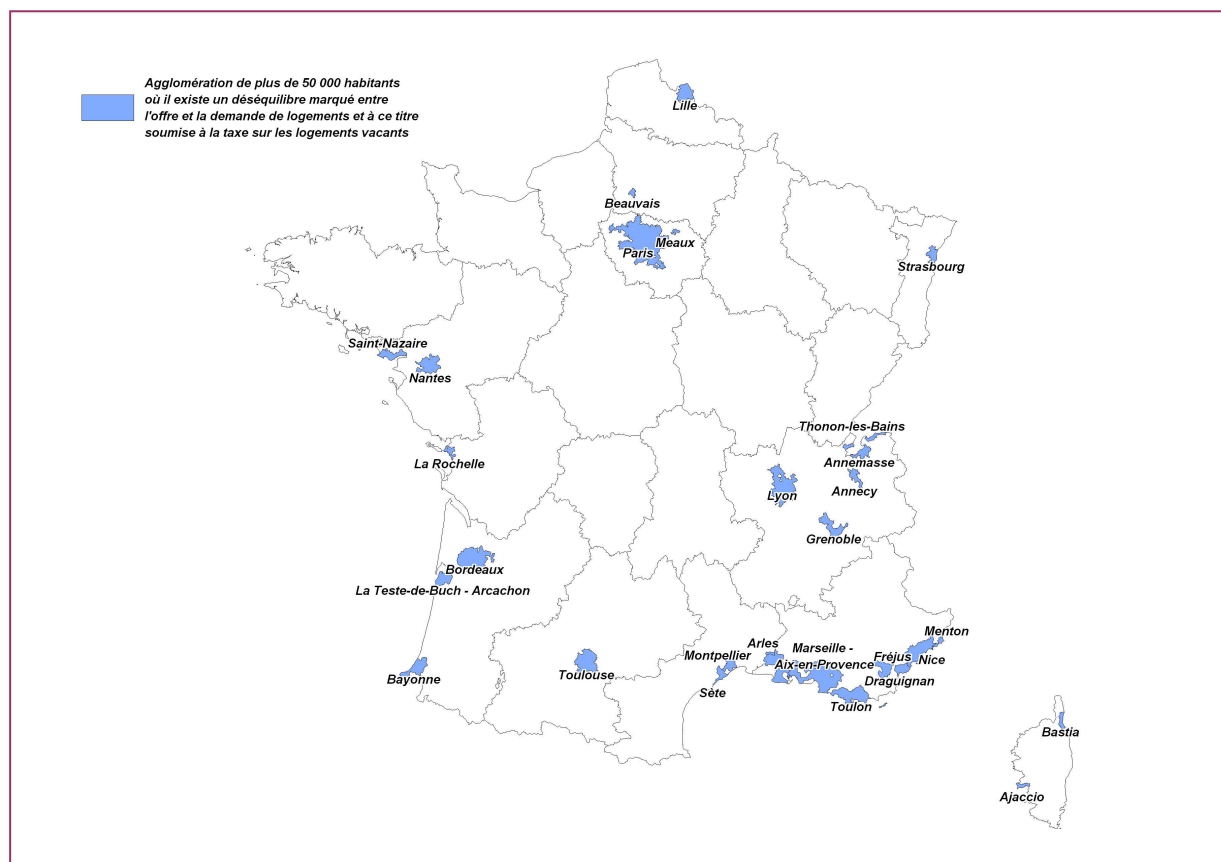 Agglomération de plus de 50 000 habitants
où il existe un déséquilibre marqué entre
l'offre et la demande de logements et à ce titre
soumise à la taxe sur les logements vacants
Lille
Beauvais
Meaux
Paris
Strasbourg
Saint-Nazaire
Nantes
Thonon-les-Bains
La Rochelle
Annemasse
Annecy
Lyon
Grenoble
Bordeaux
La Teste-de-Buch - Arcachon
Menton
Arles
Marseille -
Montpellier
Fréjus
Nice
Aix-en-Provence
Toulouse
Bayonne
Draguignan
Sète
Toulon
Bastia
Ajaccio